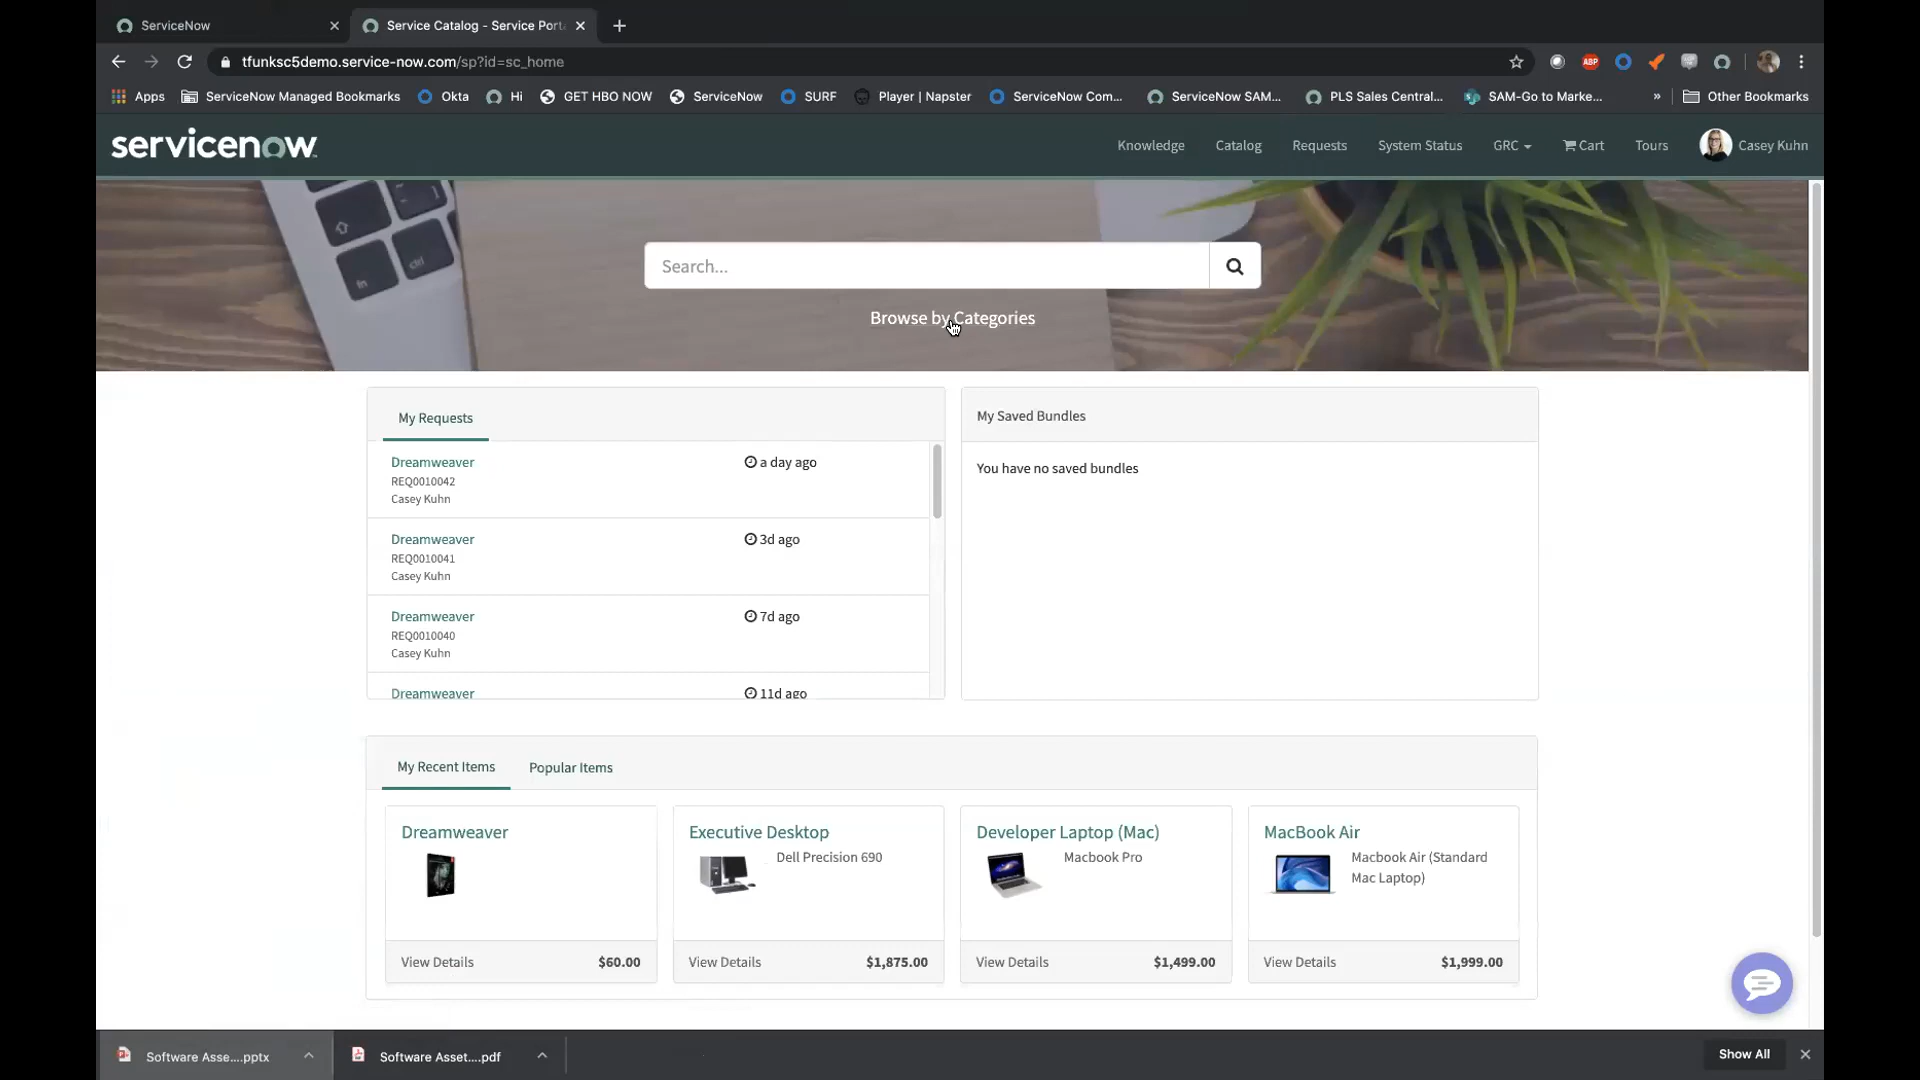 ServiceNow
Service Catalog - Service Port
tfunksc5demo.service-now.com/sp?id=sc_home
ABP
Apps
ServiceNow Managed Bookmarks
Okta
Hi
GET HBO NOW
ServiceNow
SURF
Player | Napster
ServiceNow Com...
ServiceNow SAM...
PLS Sales Central...
SAM-Go to Marke...
»
Other Bookmarks
servicenow
Knowledge
Catalog
Requests
System Status
GRC
Cart
Tours
Casey Kuhn
fn
ctrl
Search...
Browse by Categories
My Requests
Dreamweaver
a day ago
REQ0010042
Casey Kuhn
Dreamweaver
3d ago
REQ0010041
Casey Kuhn
Dreamweaver
7d ago
REQ0010040
Casey Kuhn
Dreamweaver
11d ago
My Saved Bundles
You have no saved bundles
My Recent Items
Popular Items
Dreamweaver
View Details
$60.00
Executive Desktop
Dell Precision 690
View Details
$1,875.00
Developer Laptop (Mac)
Macbook Pro
View Details
$1,499.00
MacBook Air
Macbook Air (Standard
Mac Laptop)
View Details
$1,999.00
Software Asse....pptx
Software Asset....pdf
Show All